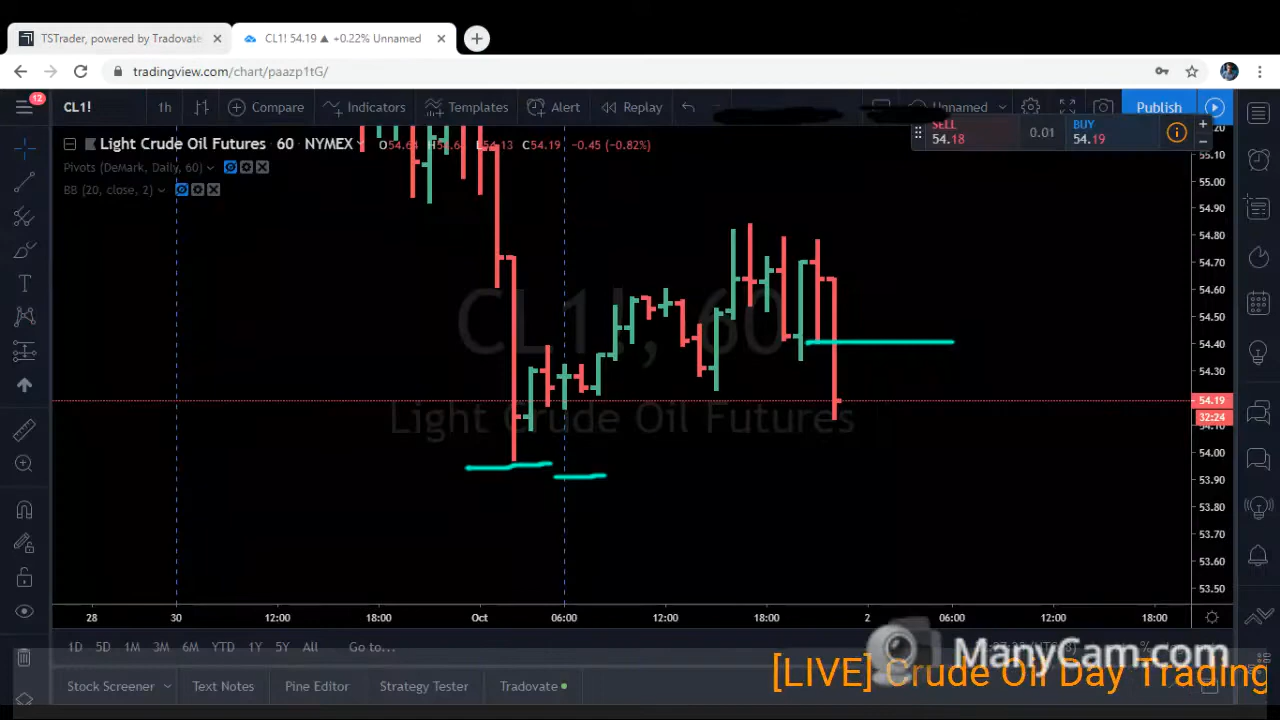 TSTrader, powered by Tradovate
CL1! 54.19 ▲ +0.22% Unnamed
tradingview.com/chart/paazp1tG/
12
CL1! 1h Compare Indicators Templates Alert Replay Unnamed Publish
Light Crude Oil Futures 60 NYMEX H C54.19 −0.45 (−0.82%)
Pivots (DeMark, Daily, 60)
BB (20, close, 2)
SELL 54.18 0.01 BUY 54.19
55.10
55.00
54.90
54.80
54.70
54.60
54.50
54.40
54.30
54.19
32:24
54.10
54.00
53.90
53.80
53.70
53.60
53.50
CL1!, 60
Light Crude Oil Futures
28 30 12:00 18:00 Oct 06:00 12:00 18:00 2 06:00 12:00 18:00
1D 5D 1M 3M 6M YTD 1Y 5Y All Go to...
ManyCam.com
[LIVE] Crude Oil Day Trading
Stock Screener Text Notes Pine Editor Strategy Tester Tradovate